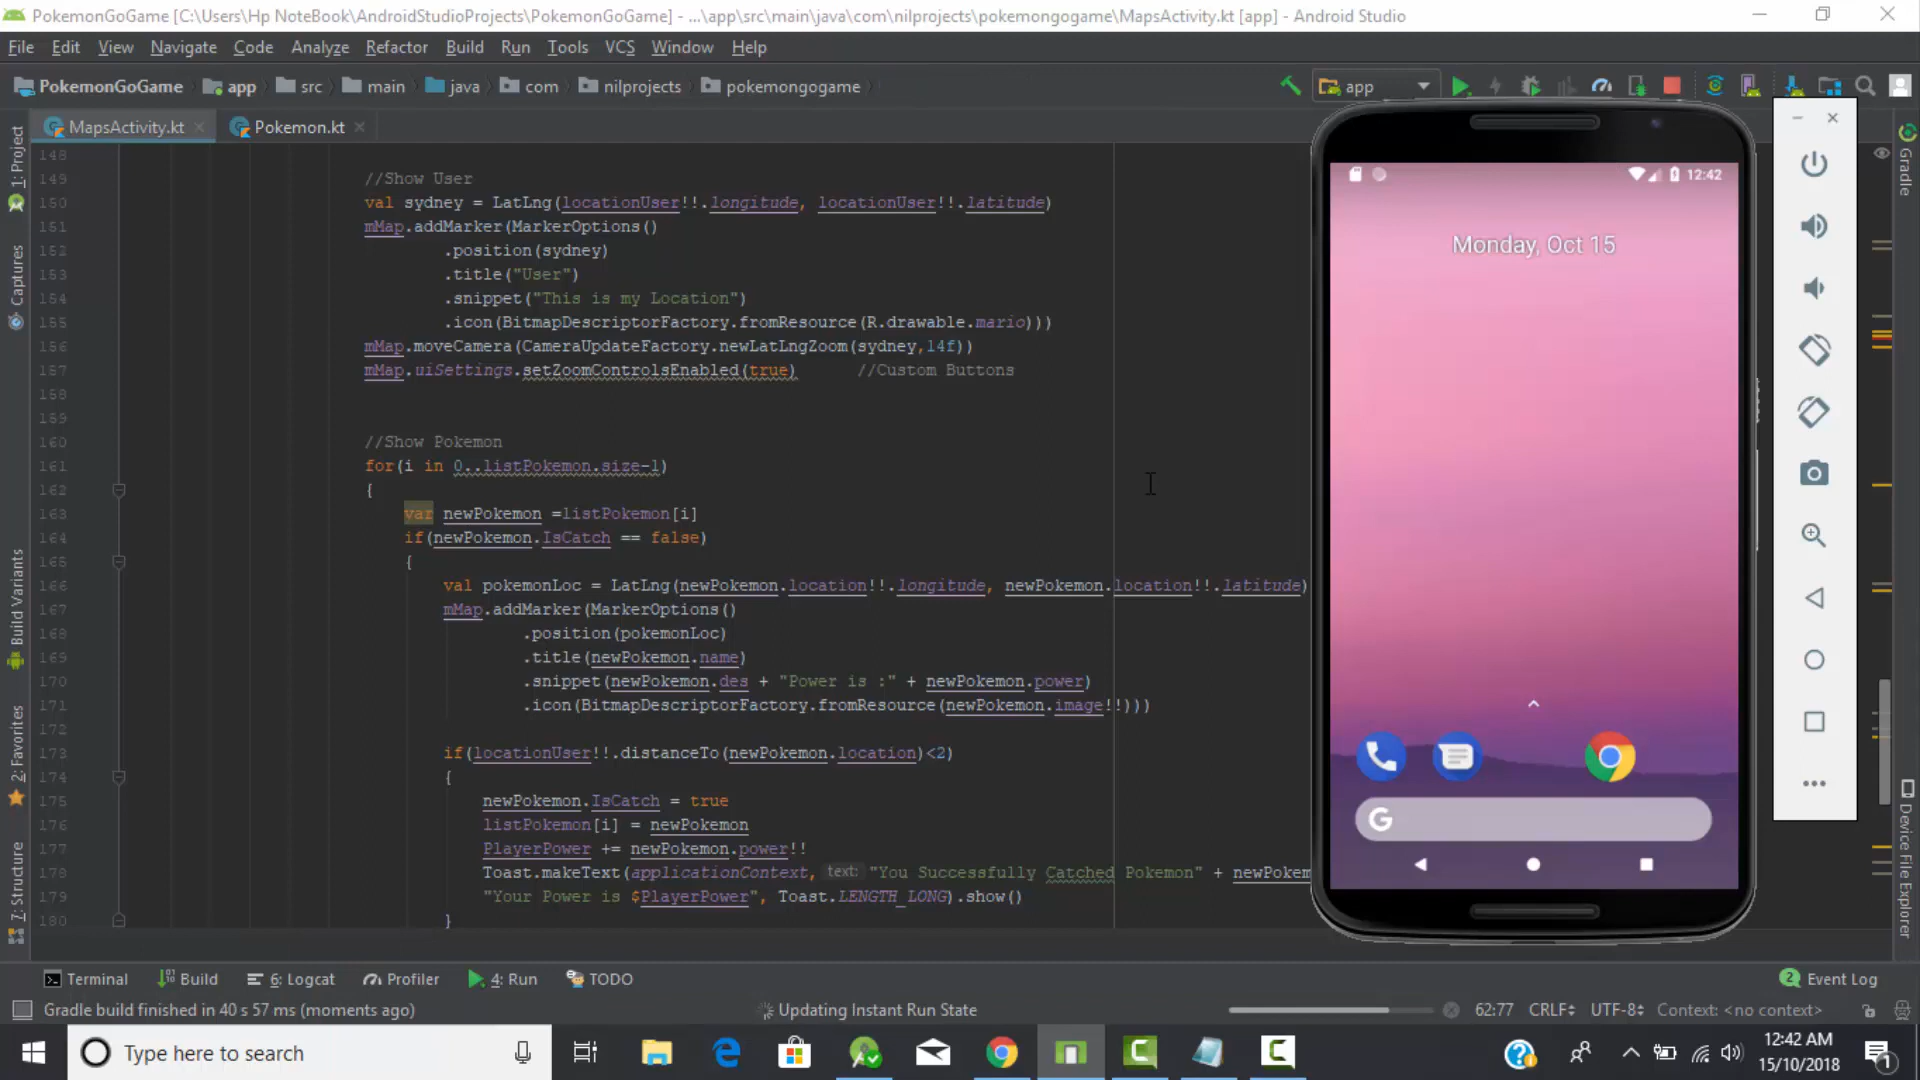 PokemonGoGame [C:\Users\Hp NoteBook\AndroidStudioProjects\PokemonGoGame] - ...\app\src\main\java\com\nilprojects\pokemongogame\MapsActivity.kt [app] - Android Studio
File Edit View Navigate Code Analyze Refactor Build Run Tools VCS Window Help
PokemonGoGame app src main java com nilprojects pokemongogame app
MapsActivity.kt Pokemon.kt
148
149 //Show User
150 val sydney = LatLng(locationUser!!.longitude, locationUser!!.latitude)
151 mMap.addMarker(MarkerOptions()
152 .position(sydney)
153 .title("User")
154 .snippet("This is my Location")
155 .icon(BitmapDescriptorFactory.fromResource(R.drawable.mario)))
156 mMap.moveCamera(CameraUpdateFactory.newLatLngZoom(sydney,14f))
157 mMap.uiSettings.setZoomControlsEnabled(true) //Custom Buttons
158
159
160 //Show Pokemon
161 for(i in 0..listPokemon.size-1)
162 {
163 var newPokemon =listPokemon[i]
164 if(newPokemon.IsCatch == false)
165 {
166 val pokemonLoc = LatLng(newPokemon.location!!.longitude, newPokemon.location!!.latitude)
167 mMap.addMarker(MarkerOptions()
168 .position(pokemonLoc)
169 .title(newPokemon.name)
170 .snippet(newPokemon.des + "Power is :" + newPokemon.power)
171 .icon(BitmapDescriptorFactory.fromResource(newPokemon.image!!)))
172
173 if(locationUser!!.distanceTo(newPokemon.location)<2)
174 {
175 newPokemon.IsCatch = true
176 listPokemon[i] = newPokemon
177 PlayerPower += newPokemon.power!!
178 Toast.makeText(applicationContext, text: "You Successfully Catched Pokemon" + newPokem
179 "Your Power is $PlayerPower", Toast.LENGTH_LONG).show()
180 }
1: Project
Captures
Build Variants
2: Favorites
7: Structure
12:42
Monday, Oct 15
G
Gradle
Device File Explorer
Terminal Build 6: Logcat Profiler 4: Run TODO 2 Event Log
Gradle build finished in 40 s 57 ms (moments ago) Updating Instant Run State 62:77 CRLF UTF-8 Context: <no context>
Type here to search
12:42 AM
15/10/2018
1